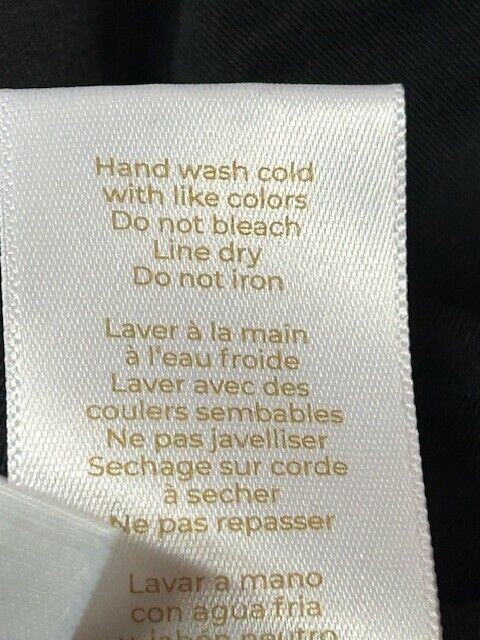 Hand wash cold
with like colors
Do not bleach
Line dry
Do not iron
Laver à la main
à l'eau froide
Laver avec des
coulers sembables
Ne pas javelliser
Sechage sur corde
à secher
Ne pas repasser
Lavar a mano
con agua fria
y jabon neutro